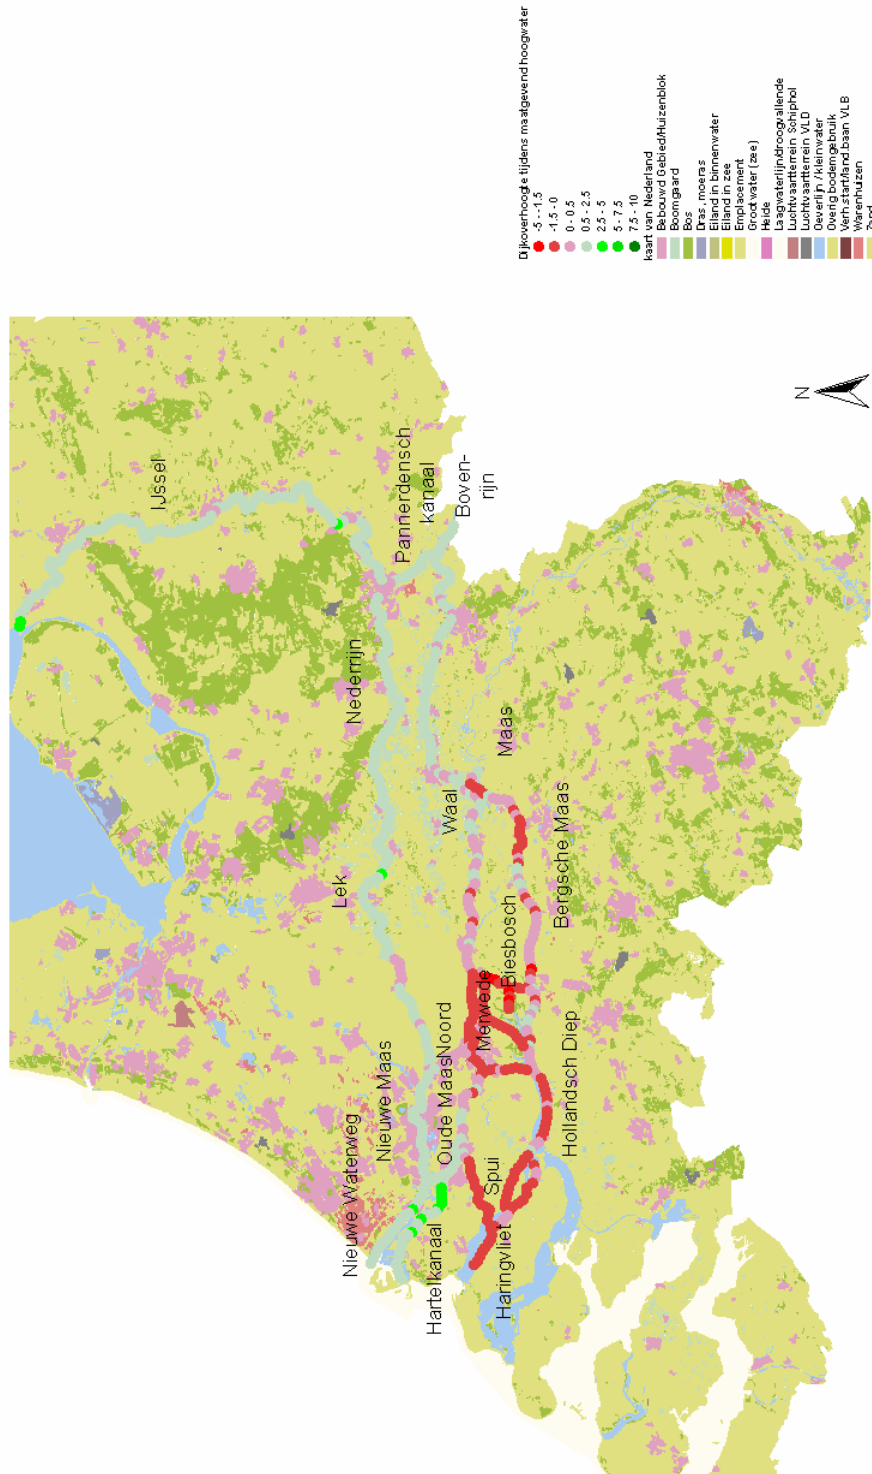 Dijkoverhoogte tijdens maatgevend hoogwater
-5 - -1.5
-1.5 - 0
0 - 0.5
0.5 - 2.5
2.5 - 5
5 - 7.5
7.5 - 10
kaart van Nederland
Bebouwd Gebied/Huizenblok
Boomgaard
Bos
Dras, moeras
Eiland in binnenwater
Eiland in zee
Emplacement
Groot water (zee)
Heide
Laagwaterlijn/droogvallende
Luchtvaartterrein Schiphol
Luchtvaartterrein VLD
Oeverlijn / kleinwater
Overig bodemgebruik
Verh.start/land.baan VLB
Warenhuizen
Zand
N
IJssel
Pannerdensch
kanaal
Boven-
rijn
Nederrijn
Maas
Waal
Lek
Bergsche Maas
Biesbosch
Merwede
Noord
Oude Maas
Nieuwe Maas
Hollandsch Diep
Nieuwe Waterweg
Spui
Haringvliet
Hartelkanaal